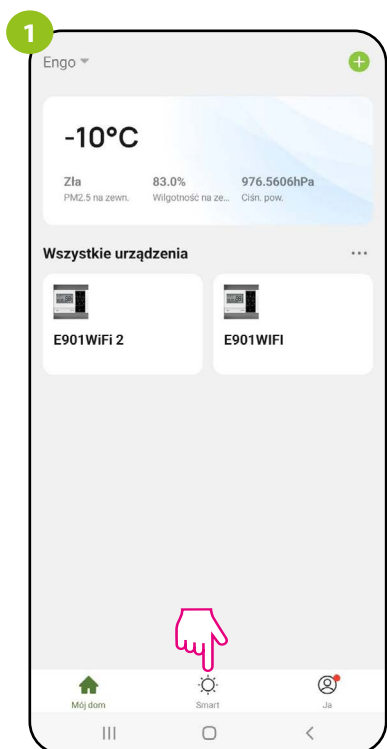 1
Engo
-10°C
Zła 83.0% 976.5606hPa
PM2.5 na zewn. Wilgotność na ze... Ciśn. pow.
Wszystkie urządzenia ...
E901WiFi 2 E901WIFI
Mój dom Smart Ja